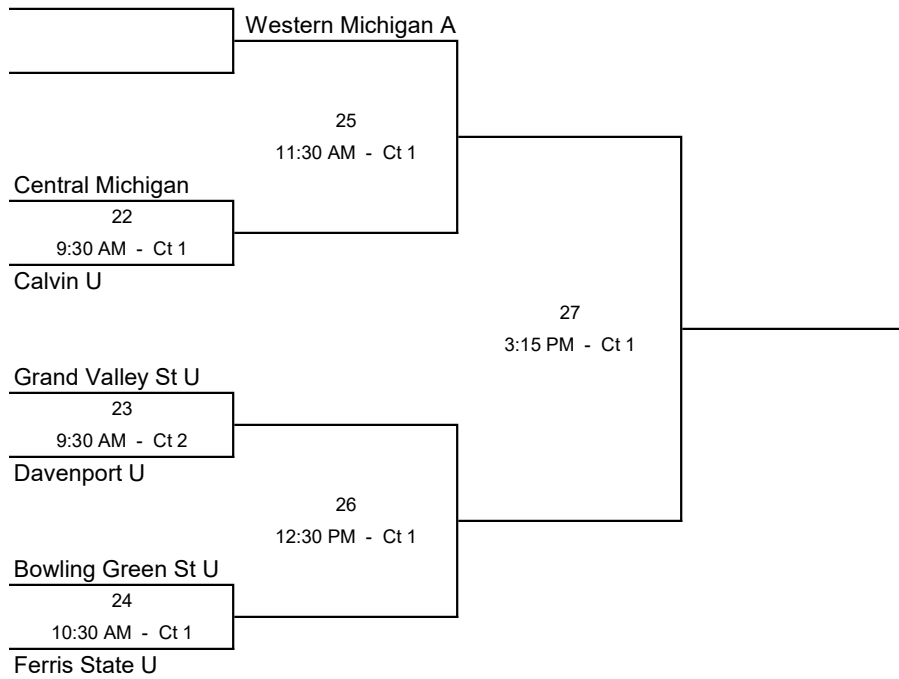 Western Michigan A
25
11:30 AM - Ct 1
Central Michigan
22
9:30 AM - Ct 1
Calvin U
27
3:15 PM - Ct 1
Grand Valley St U
23
9:30 AM - Ct 2
Davenport U
26
12:30 PM - Ct 1
Bowling Green St U
24
10:30 AM - Ct 1
Ferris State U